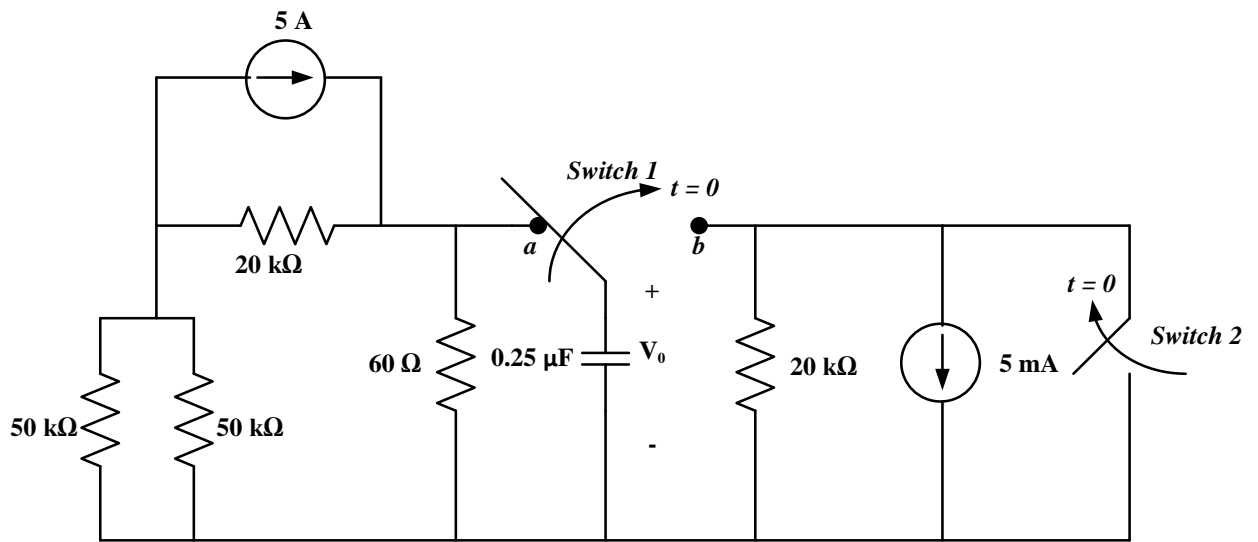 5 A
Switch 1
t = 0
a
b
20 kΩ
t = 0
+
Switch 2
60 Ω
0.25 μF
V₀
20 kΩ
5 mA
50 kΩ
50 kΩ
-